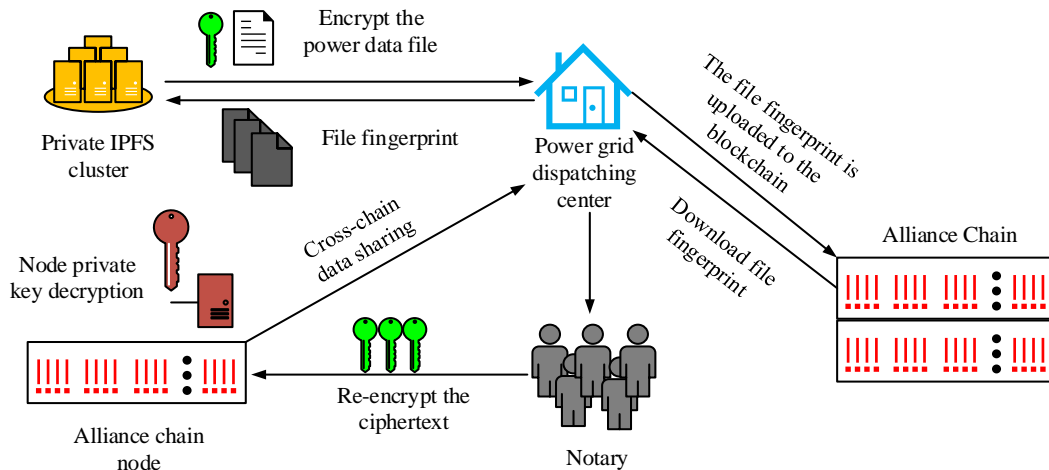 Encrypt the
power data file
File fingerprint
Private IPFS
cluster
Power grid
dispatching
center
The file fingerprint is
uploaded to the
blockchain
Download file
fingerprint
Alliance Chain
Cross-chain
data sharing
Node private
key decryption
Re-encrypt the
ciphertext
Alliance chain
node
Notary